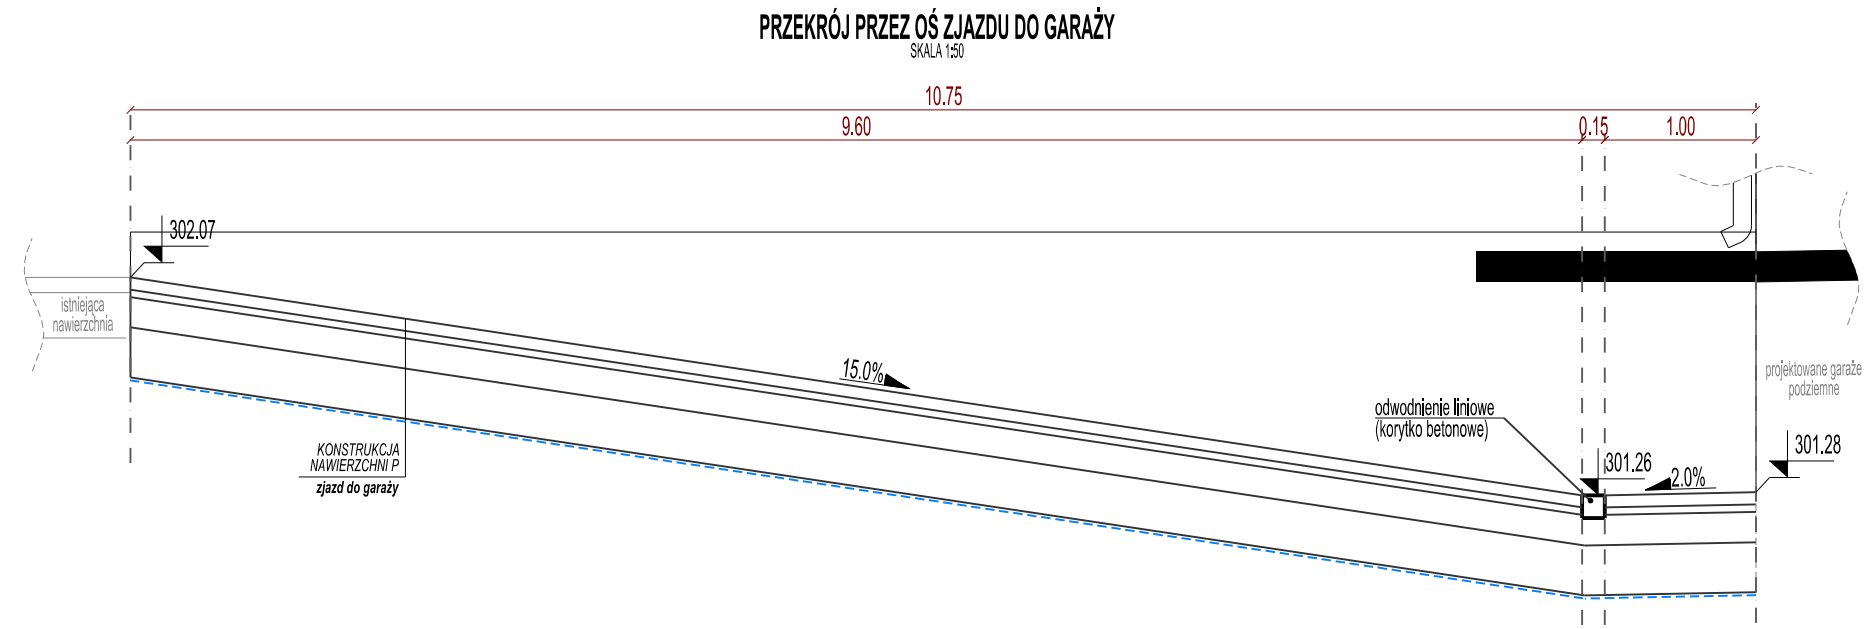 PRZEKRÓJ PRZEZ OŚ ZJAZDU DO GARAŻY
SKALA 1:50
10.75
9.60
0.15
1.00
302.07
istniejąca
nawierzchnia
15.0%
projektowane garaże
podziemne
odwodnienie liniowe
(korytko betonowe)
KONSTRUKCJA
NAWIERZCHNI P
zjazd do garaży
301.26
2.0%
301.28